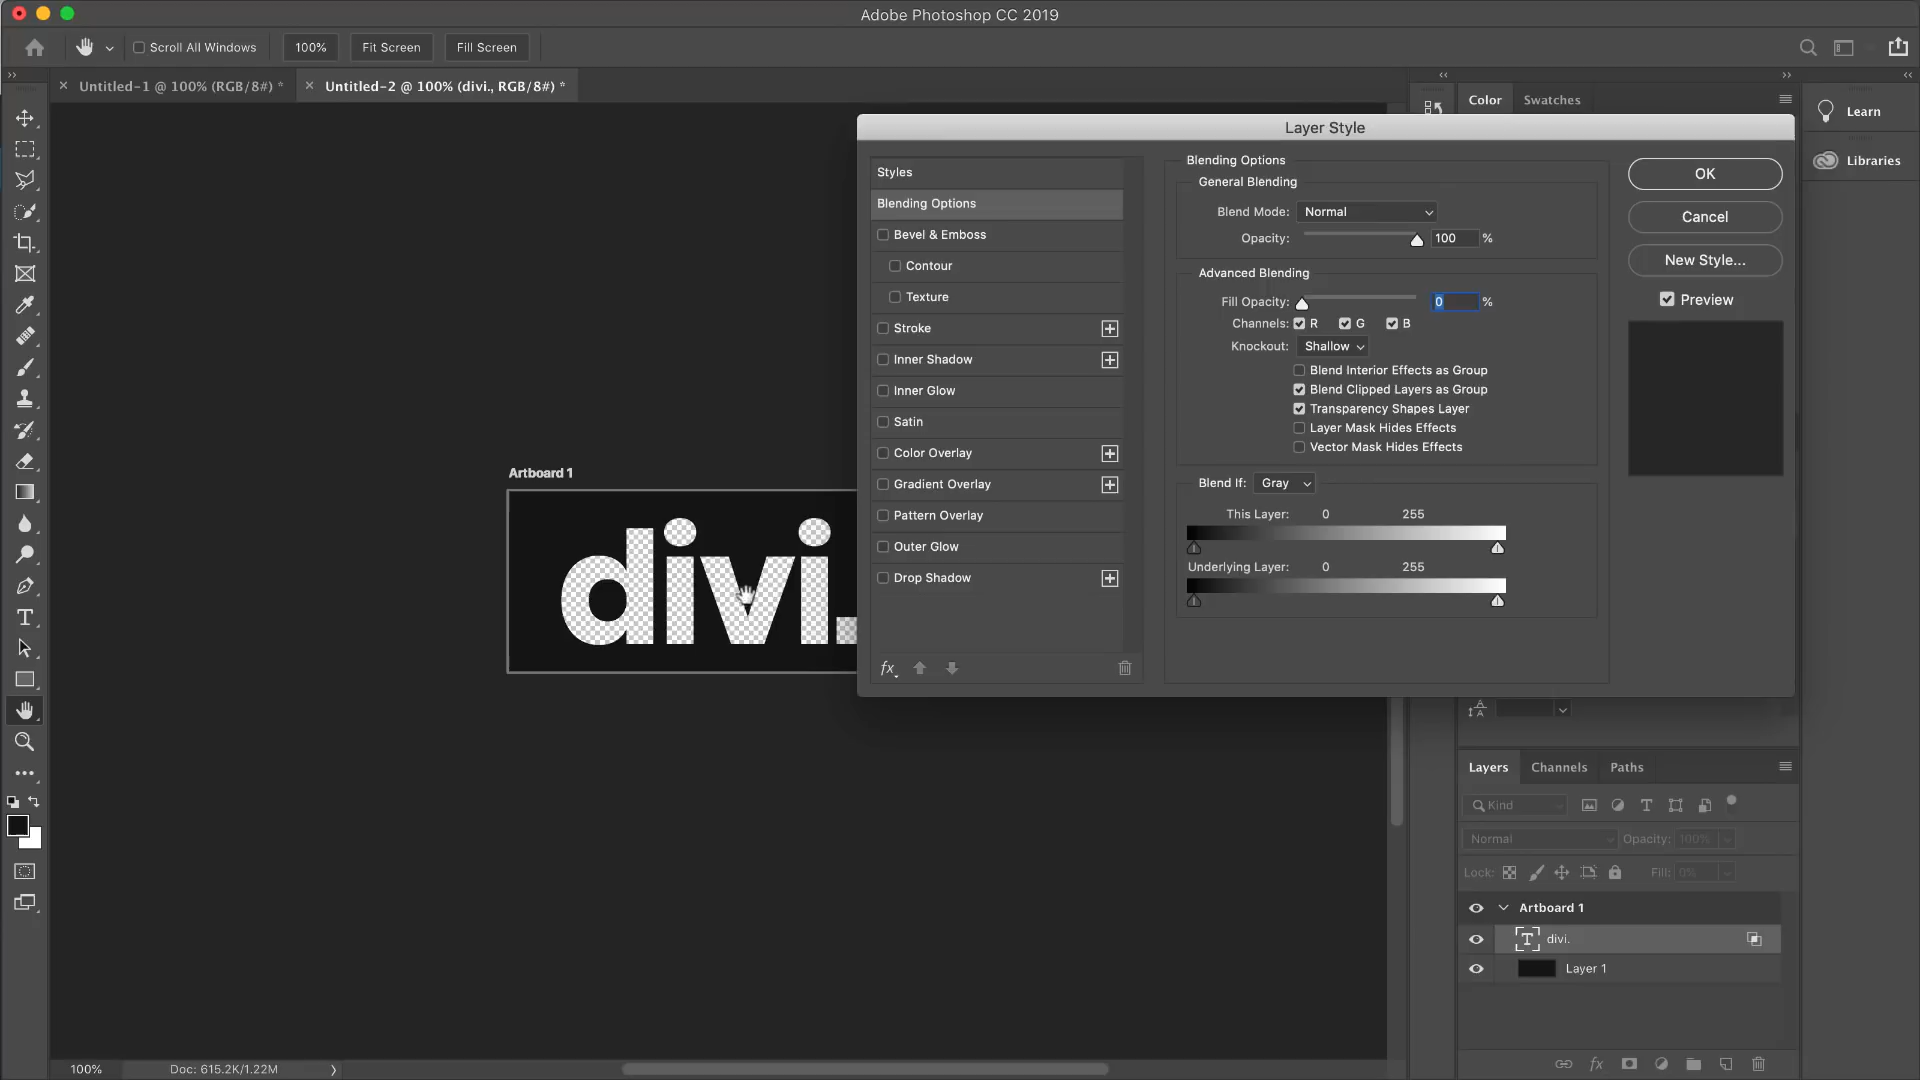 Adobe Photoshop CC 2019
Scroll All Windows
100%
Fit Screen
Fill Screen
Untitled-1 @ 100% (RGB/8#) *
Untitled-2 @ 100% (divi., RGB/8#) *
Color
Swatches
Learn
Libraries
Layer Style
Styles
Blending Options
Bevel & Emboss
Contour
Texture
Stroke
Inner Shadow
Inner Glow
Satin
Color Overlay
Gradient Overlay
Pattern Overlay
Outer Glow
Drop Shadow
fx
Blending Options
General Blending
Blend Mode: Normal
Opacity: 100 %
Advanced Blending
Fill Opacity: 0 %
Channels: R G B
Knockout: Shallow
Blend Interior Effects as Group
Blend Clipped Layers as Group
Transparency Shapes Layer
Layer Mask Hides Effects
Vector Mask Hides Effects
Blend If: Gray
This Layer: 0 255
Underlying Layer: 0 255
OK
Cancel
New Style...
Preview
Artboard 1
divi.
Layers
Channels
Paths
Kind
Normal
Opacity: 100%
Lock:
Fill: 0%
Artboard 1
divi.
Layer 1
fx
100%
Doc: 615.2K/1.22M